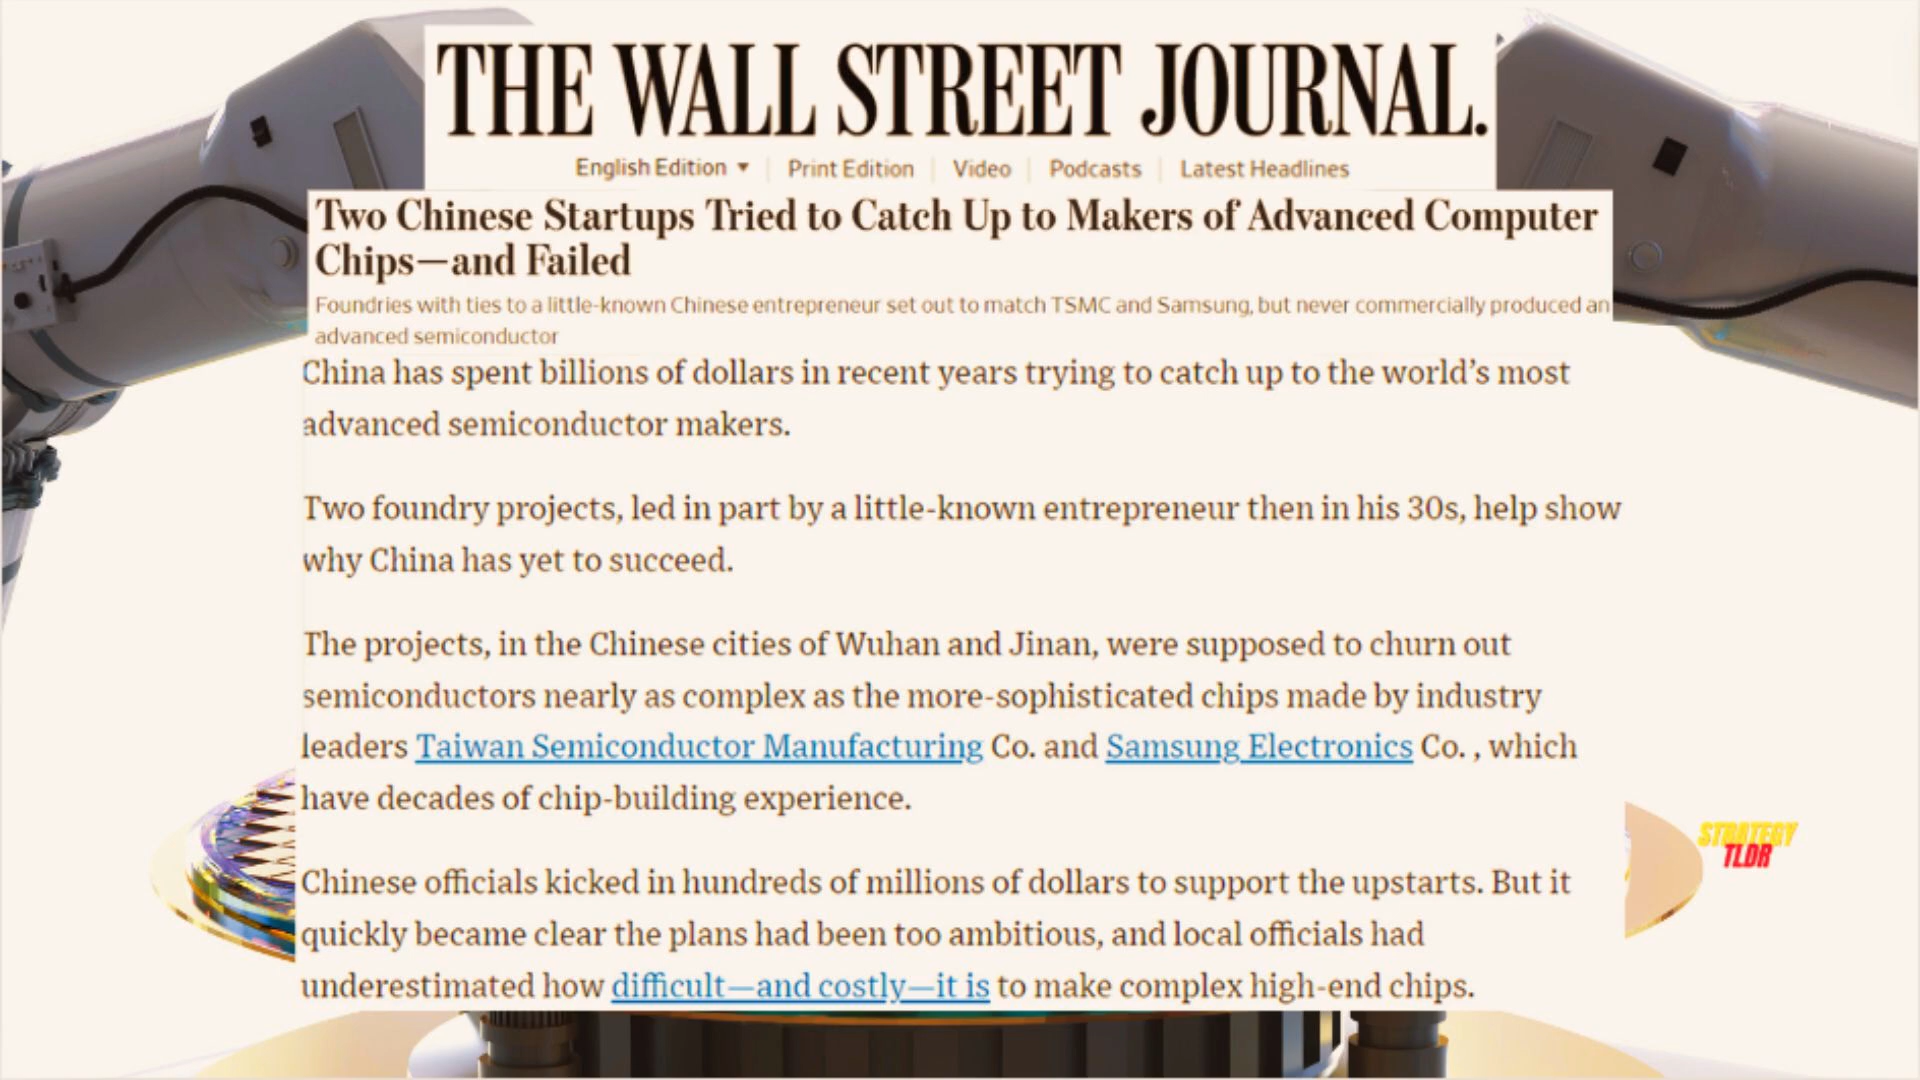 THE WALL STREET JOURNAL.
English Edition ▼ | Print Edition | Video | Podcasts | Latest Headlines
Two Chinese Startups Tried to Catch Up to Makers of Advanced Computer
Chips—and Failed
Foundries with ties to a little-known Chinese entrepreneur set out to match TSMC and Samsung, but never commercially produced an
advanced semiconductor
China has spent billions of dollars in recent years trying to catch up to the world’s most
advanced semiconductor makers.
Two foundry projects, led in part by a little-known entrepreneur then in his 30s, help show
why China has yet to succeed.
The projects, in the Chinese cities of Wuhan and Jinan, were supposed to churn out
semiconductors nearly as complex as the more-sophisticated chips made by industry
leaders Taiwan Semiconductor Manufacturing Co. and Samsung Electronics Co. , which
have decades of chip-building experience.
Chinese officials kicked in hundreds of millions of dollars to support the upstarts. But it
quickly became clear the plans had been too ambitious, and local officials had
underestimated how difficult—and costly—it is to make complex high-end chips.
STRATEGY
TLDR